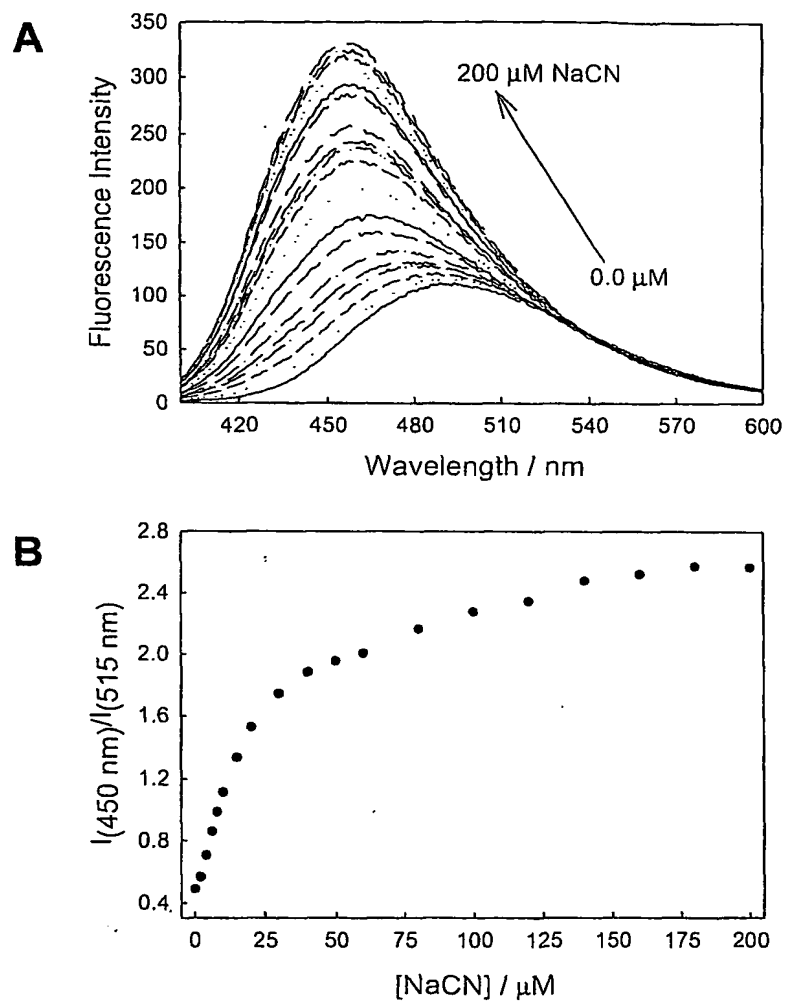 A
350
300
250
200
150
100
50
0
Fluorescence Intensity
200 µM NaCN
0.0 µM
420 450 480 510 540 570 600
Wavelength / nm
B
2.8
2.4
2.0
1.6
1.2
0.8
0.4
I(450 nm)/I(515 nm)
0 25 50 75 100 125 150 175 200
[NaCN] / µM